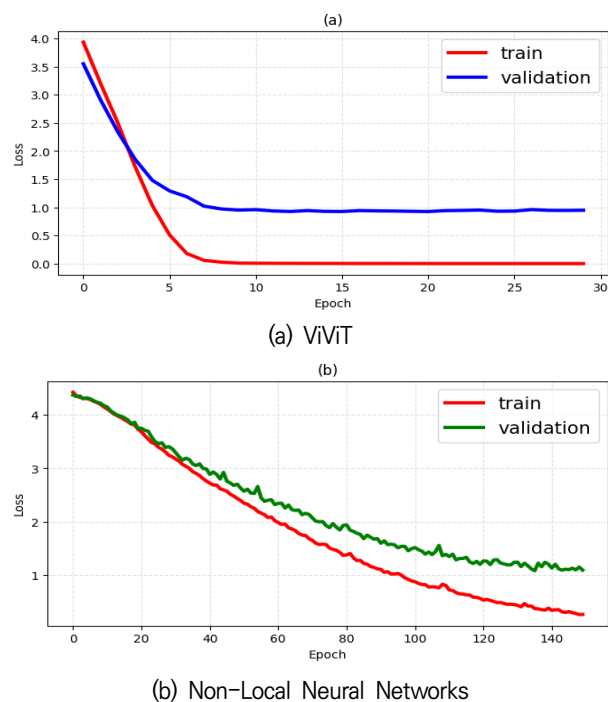 (a)
4.0
3.5
3.0
2.5
2.0
1.5
1.0
0.5
0.0
Loss
train
validation
0 5 10 15 20 25 30
Epoch
(a) ViViT
(b)
4
3
2
1
Loss
train
validation
0 20 40 60 80 100 120 140
Epoch
(b) Non-Local Neural Networks